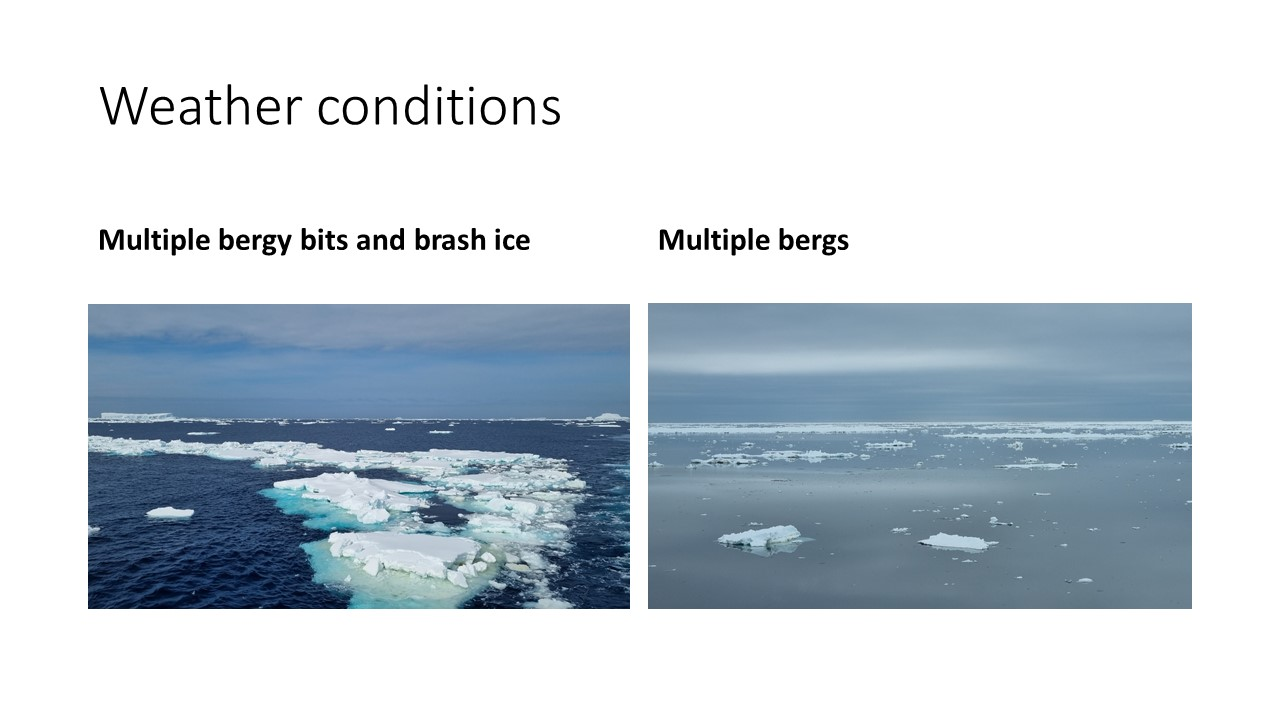 Weather conditions
Multiple bergy bits and brash ice
Multiple bergs